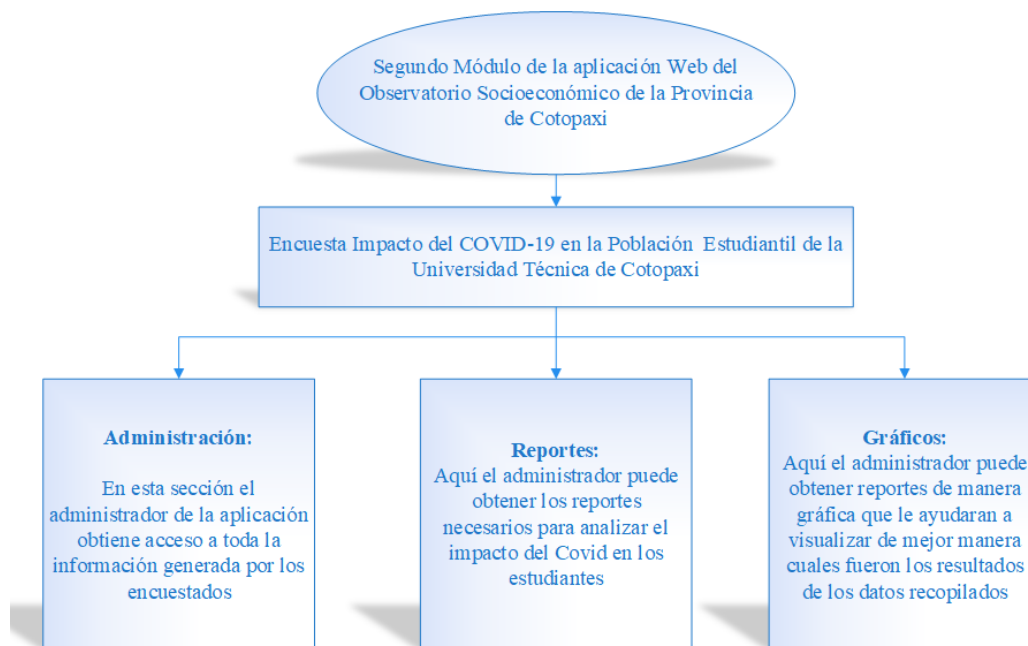 Segundo Módulo de la aplicación Web del
Observatorio Socioeconómico de la Provincia
de Cotopaxi
Encuesta Impacto del COVID-19 en la Población Estudiantil de la
Universidad Técnica de Cotopaxi
Administración:
En esta sección el
administrador de la aplicación
obtiene acceso a toda la
información generada por los
encuestados
Reportes:
Aquí el administrador puede
obtener los reportes
necesarios para analizar el
impacto del Covid en los
estudiantes
Gráficos:
Aquí el administrador puede
obtener reportes de manera
gráfica que le ayudaran a
visualizar de mejor manera
cuales fueron los resultados
de los datos recopilados